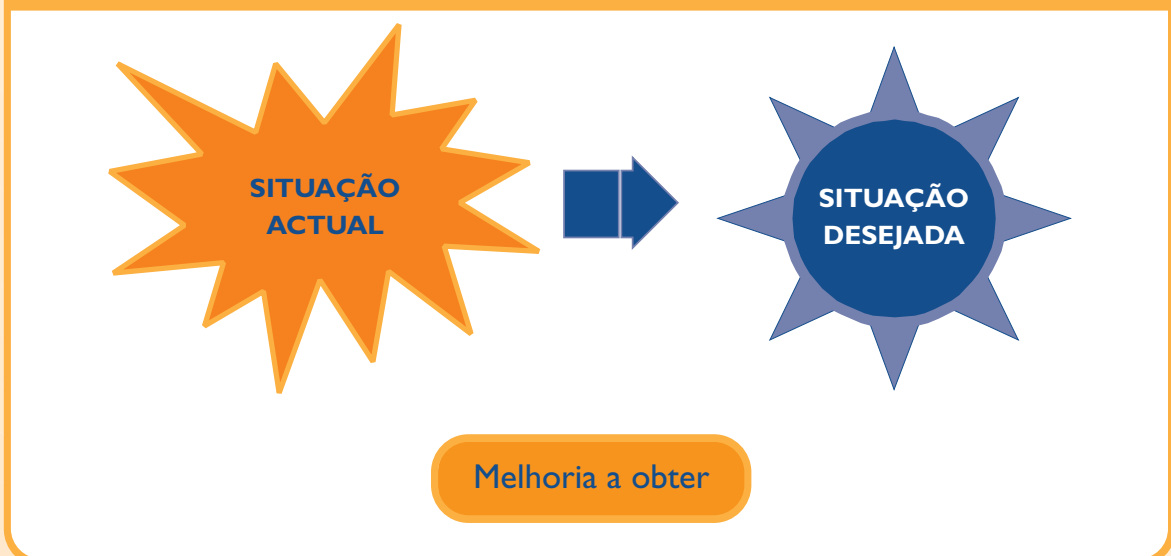 SITUAÇÃO
ACTUAL
SITUAÇÃO
DESEJADA
Melhoria a obter